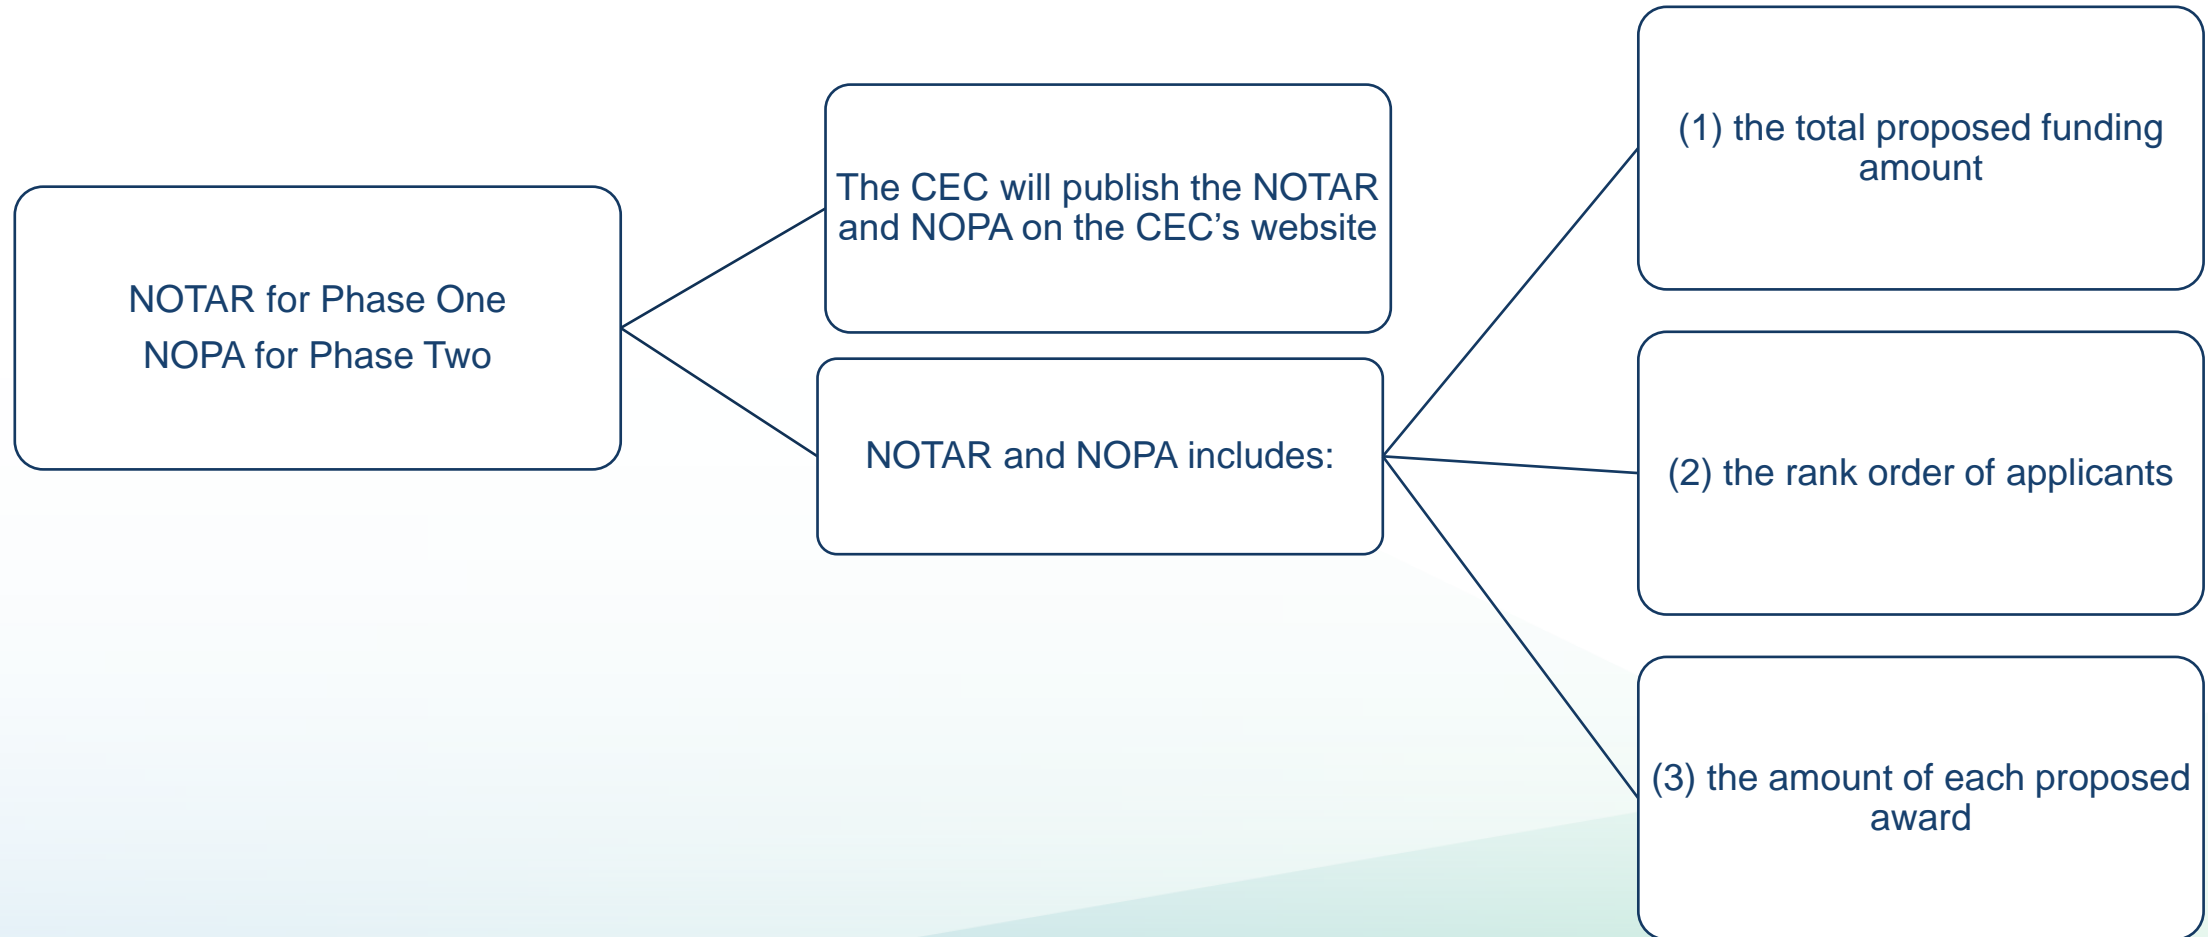 NOTAR for Phase One
NOPA for Phase Two
The CEC will publish the NOTAR
and NOPA on the CEC’s website
NOTAR and NOPA includes:
(1) the total proposed funding
amount
(2) the rank order of applicants
(3) the amount of each proposed
award